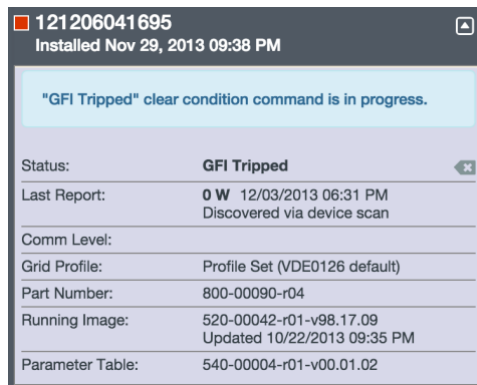 121206041695
Installed Nov 29, 2013 09:38 PM
"GFI Tripped" clear condition command is in progress.
Status: GFI Tripped
Last Report: 0 W 12/03/2013 06:31 PM
Discovered via device scan
Comm Level:
Grid Profile: Profile Set (VDE0126 default)
Part Number: 800-00090-r04
Running Image: 520-00042-r01-v98.17.09
Updated 10/22/2013 09:35 PM
Parameter Table: 540-00004-r01-v00.01.02